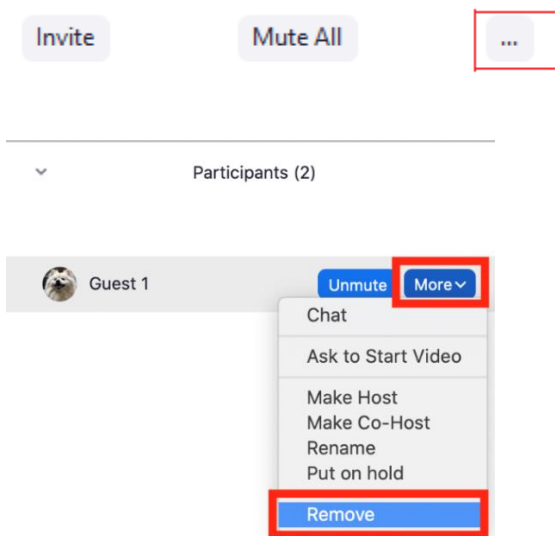 Invite Mute All ...
Participants (2)
Guest 1 Unmute More
Chat
Ask to Start Video
Make Host
Make Co-Host
Rename
Put on hold
Remove